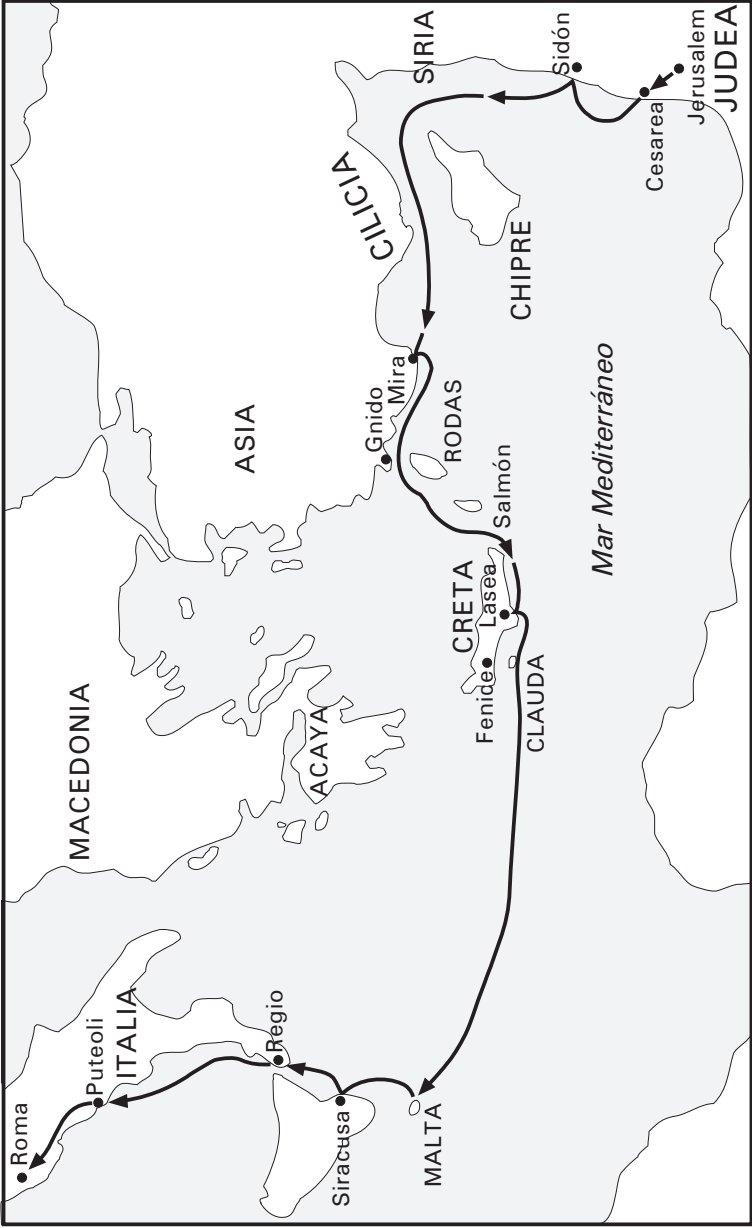 Roma
Puteoli
ITALIA
Regio
Siracusa
MALTA
MACEDONIA
ACAYA
ASIA
Gnido
Mira
RODAS
Salmón
CRETA
Lasea
Fenide
CLAUDA
CILICIA
CHIPRE
SIRIA
Sidón
Cesarea
Jerusalem
JUDEA
Mar Mediterráneo